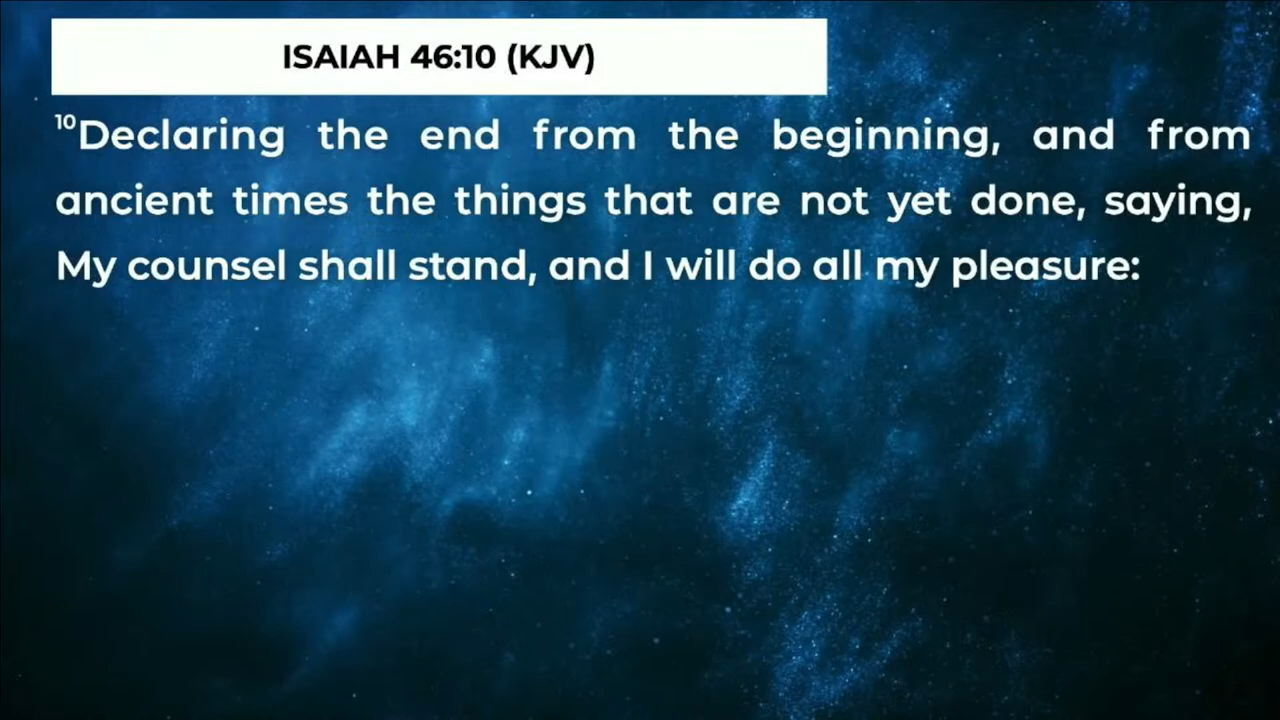 ISAIAH 46:10 (KJV)
¹⁰Declaring the end from the beginning, and from
ancient times the things that are not yet done, saying,
My counsel shall stand, and I will do all my pleasure: